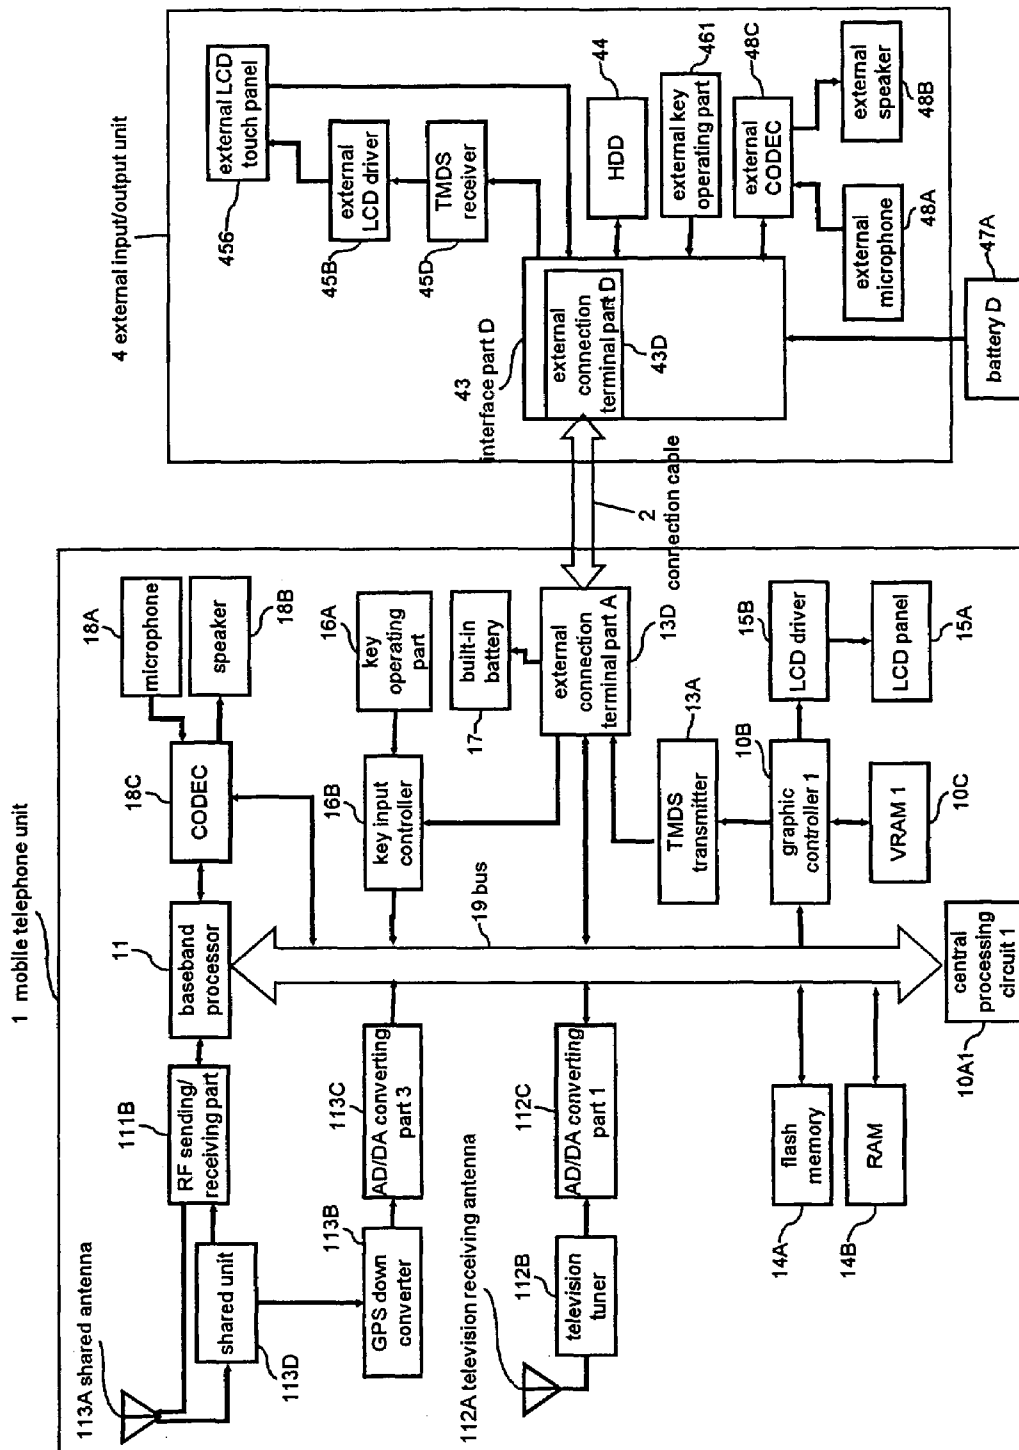 1 mobile telephone unit
113A shared antenna
shared unit
113D
111B
RF sending/
receiving part
11
baseband
processor
18C
CODEC
18A
microphone
speaker
18B
113B
GPS down
converter
113C
AD/DA converting
part 3
16B
key input
controller
16A
key
operating
part
17
built-in
battery
112A television receiving antenna
112B
television
tuner
112C
AD/DA converting
part 1
19 bus
external
connection
terminal part A
13D
13A
TMDS
transmitter
10B
graphic
controller 1
15B
LCD driver
LCD panel
15A
VRAM 1
10C
14A
flash
memory
14B
RAM
central
processing
circuit 1
10A1
2
connection cable
4 external input/output unit
456
external LCD
touch panel
45B
external
LCD driver
45D
TMDS
receiver
43
interface part D
external
connection
terminal part D
43D
44
HDD
461
external key
operating part
48C
external
CODEC
external
speaker
48B
external
microphone
48A
47A
battery D